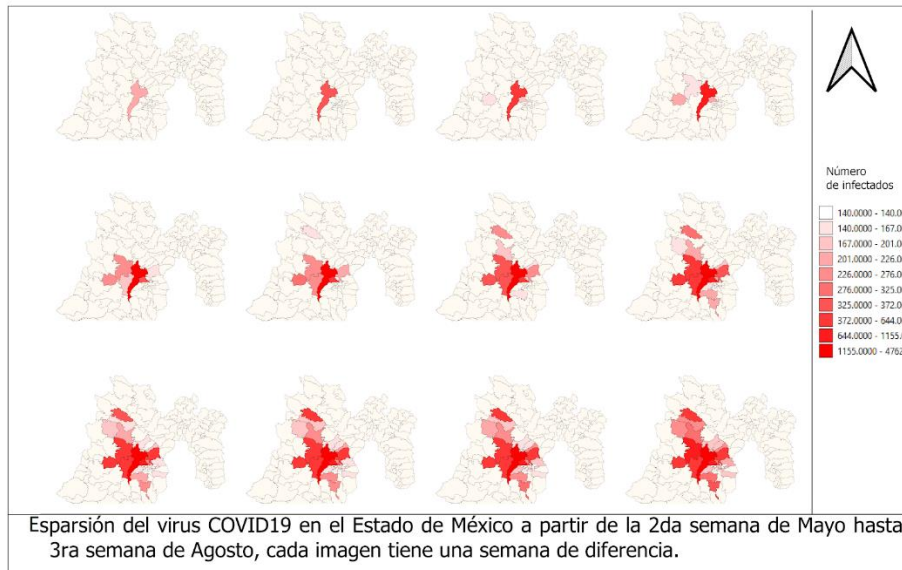 Número
de infectados
140.0000 - 140.0
140.0000 - 167.0
167.0000 - 201.0
201.0000 - 226.0
226.0000 - 276.0
276.0000 - 325.0
325.0000 - 372.0
372.0000 - 644.0
644.0000 - 1155.
1155.0000 - 4762
Esparsión del virus COVID19 en el Estado de México a partir de la 2da semana de Mayo hasta
3ra semana de Agosto, cada imagen tiene una semana de diferencia.